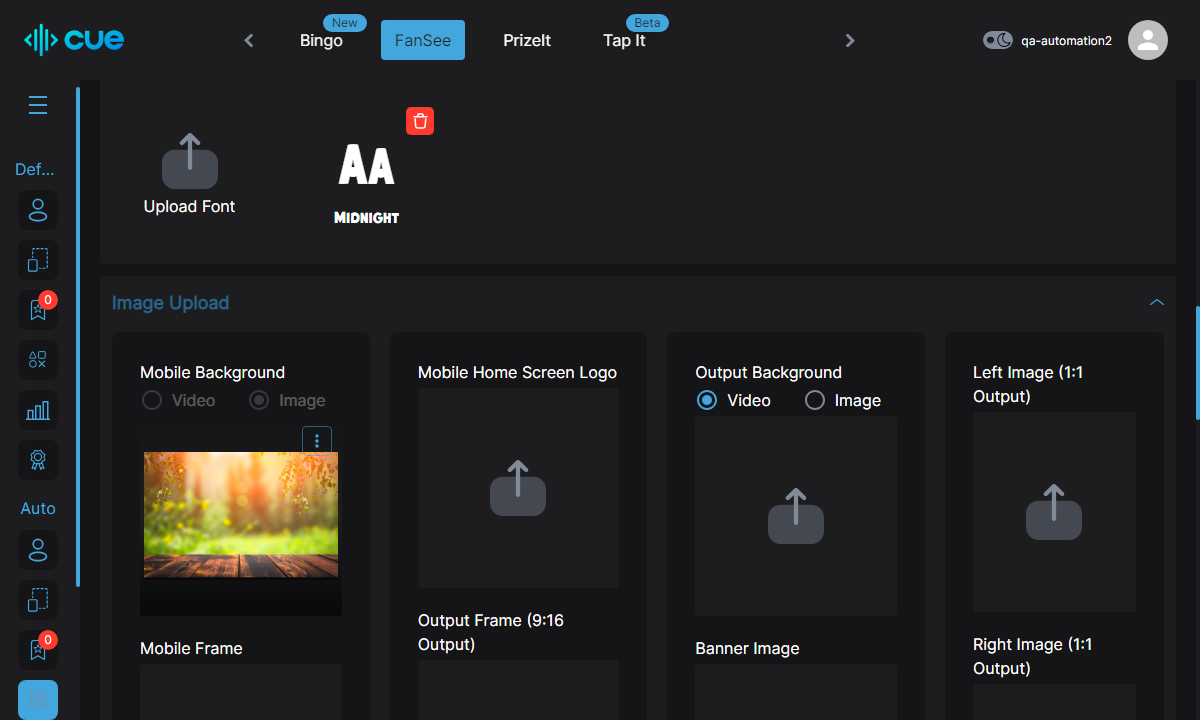 cue
New
Beta
Bingo
FanSee
PrizeIt
Tap It
qa-automation2
Def...
0
Auto
0
Upload Font
AA
MIDNIGHT
Image Upload
Mobile Background
Video
Image
Mobile Frame
Mobile Home Screen Logo
Output Frame (9:16
Output)
Output Background
Video
Image
Banner Image
Left Image (1:1
Output)
Right Image (1:1
Output)